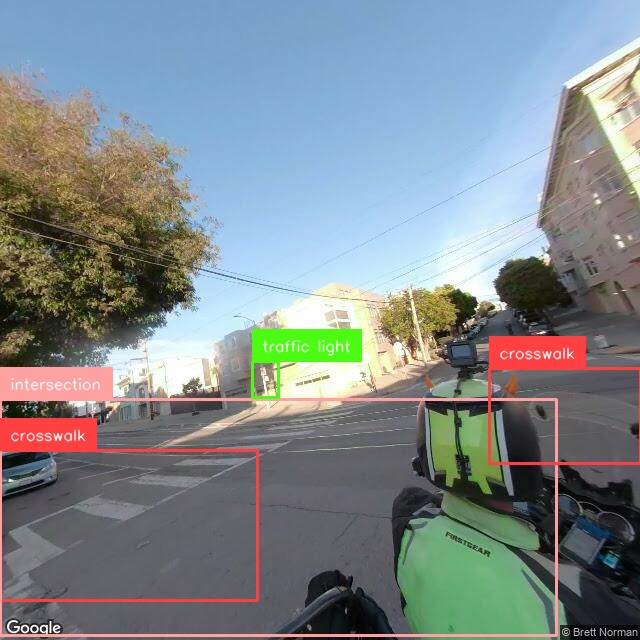 traffic light
crosswalk
intersection
crosswalk
FIRSTGEAR
Google
© Brett Norman